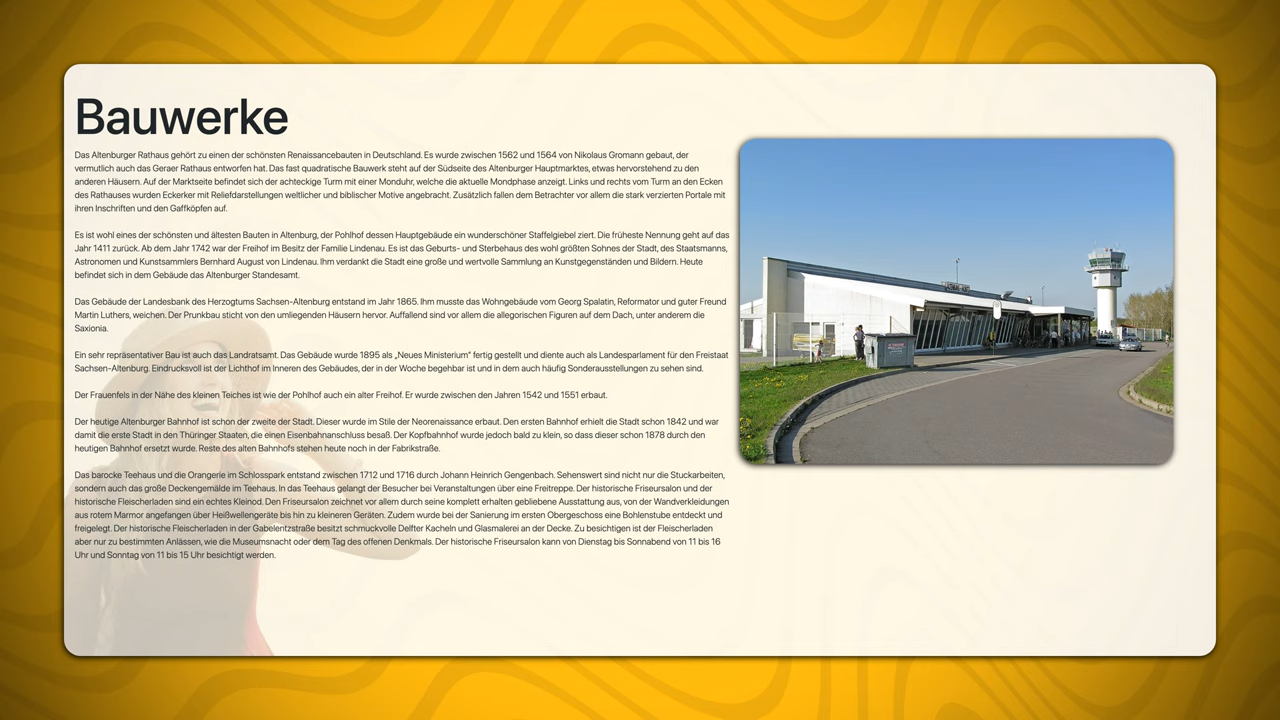 Bauwerke
Das Altenburger Rathaus gehört zu einen der schönsten Renaissancebauten in Deutschland. Es wurde zwischen 1562 und 1564 von Nikolaus Gromann gebaut, der
vermutlich auch das Geraer Rathaus entworfen hat. Das fast quadratische Bauwerk steht auf der Südseite des Altenburger Hauptmarktes, etwas hervorstehend zu den
anderen Häusern. Auf der Marktseite befindet sich der achteckige Turm mit einer Monduhr, welche die aktuelle Mondphase anzeigt. Links und rechts vom Turm an den Ecken
des Rathauses wurden Eckerker mit Reliefdarstellungen weltlicher und biblischer Motive angebracht. Zusätzlich fallen dem Betrachter vor allem die stark verzierten Portale mit
ihren Inschriften und den Gaffköpfen auf.
Es ist wohl eines der schönsten und ältesten Bauten in Altenburg, der Pohlhof dessen Hauptgebäude ein wunderschöner Staffelgiebel ziert. Die früheste Nennung geht auf das
Jahr 1411 zurück. Ab dem Jahr 1742 war der Freihof im Besitz der Familie Lindenau. Es ist das Geburts- und Sterbehaus des wohl größten Sohnes der Stadt, des Staatsmanns,
Astronomen und Kunstsammlers Bernhard August von Lindenau. Ihm verdankt die Stadt eine große und wertvolle Sammlung an Kunstgegenständen und Bildern. Heute
befindet sich in dem Gebäude das Altenburger Standesamt.
Das Gebäude der Landesbank des Herzogtums Sachsen-Altenburg entstand im Jahr 1865. Ihm musste das Wohngebäude vom Georg Spalatin, Reformator und guter Freund
Martin Luthers, weichen. Der Prunkbau sticht von den umliegenden Häusern hervor. Auffallend sind vor allem die allegorischen Figuren auf dem Dach, unter anderem die
Saxionia.
Ein sehr repräsentativer Bau ist auch das Landratsamt. Das Gebäude wurde 1895 als „Neues Ministerium“ fertig gestellt und diente auch als Landesparlament für den Freistaat
Sachsen-Altenburg. Eindrucksvoll ist der Lichthof im Inneren des Gebäudes, der in der Woche begehbar ist und in dem auch häufig Sonderausstellungen zu sehen sind.
Der Frauenfels in der Nähe des kleinen Teiches ist wie der Pohlhof auch ein alter Freihof. Er wurde zwischen den Jahren 1542 und 1551 erbaut.
Der heutige Altenburger Bahnhof ist schon der zweite der Stadt. Dieser wurde im Stile der Neorenaissance erbaut. Den ersten Bahnhof erhielt die Stadt schon 1842 und war
damit die erste Stadt in den Thüringer Staaten, die einen Eisenbahnanschluss besaß. Der Kopfbahnhof wurde jedoch bald zu klein, so dass dieser schon 1878 durch den
heutigen Bahnhof ersetzt wurde. Reste des alten Bahnhofs stehen heute noch in der Fabrikstraße.
Das barocke Teehaus und die Orangerie im Schlosspark entstand zwischen 1712 und 1716 durch Johann Heinrich Gengenbach. Sehenswert sind nicht nur die Stuckarbeiten,
sondern auch das große Deckengemälde im Teehaus. In das Teehaus gelangt der Besucher bei Veranstaltungen über eine Freitreppe. Der historische Friseursalon und der
historische Fleischerladen sind ein echtes Kleinod. Den Friseursalon zeichnet vor allem durch seine komplett erhalten gebliebene Ausstattung aus, von der Wandverkleidungen
aus rotem Marmor angefangen über Heißwellengeräte bis hin zu kleineren Geräten. Zudem wurde bei der Sanierung im ersten Obergeschoss eine Bohlenstube entdeckt und
freigelegt. Der historische Fleischerladen in der Gabelentzstraße besitzt schmuckvolle Delfter Kacheln und Glasmalerei an der Decke. Zu besichtigen ist der Fleischerladen
aber nur zu bestimmten Anlässen, wie die Museumsnacht oder dem Tag des offenen Denkmals. Der historische Friseursalon kann von Dienstag bis Sonnabend von 11 bis 16
Uhr und Sonntag von 11 bis 15 Uhr besichtigt werden.